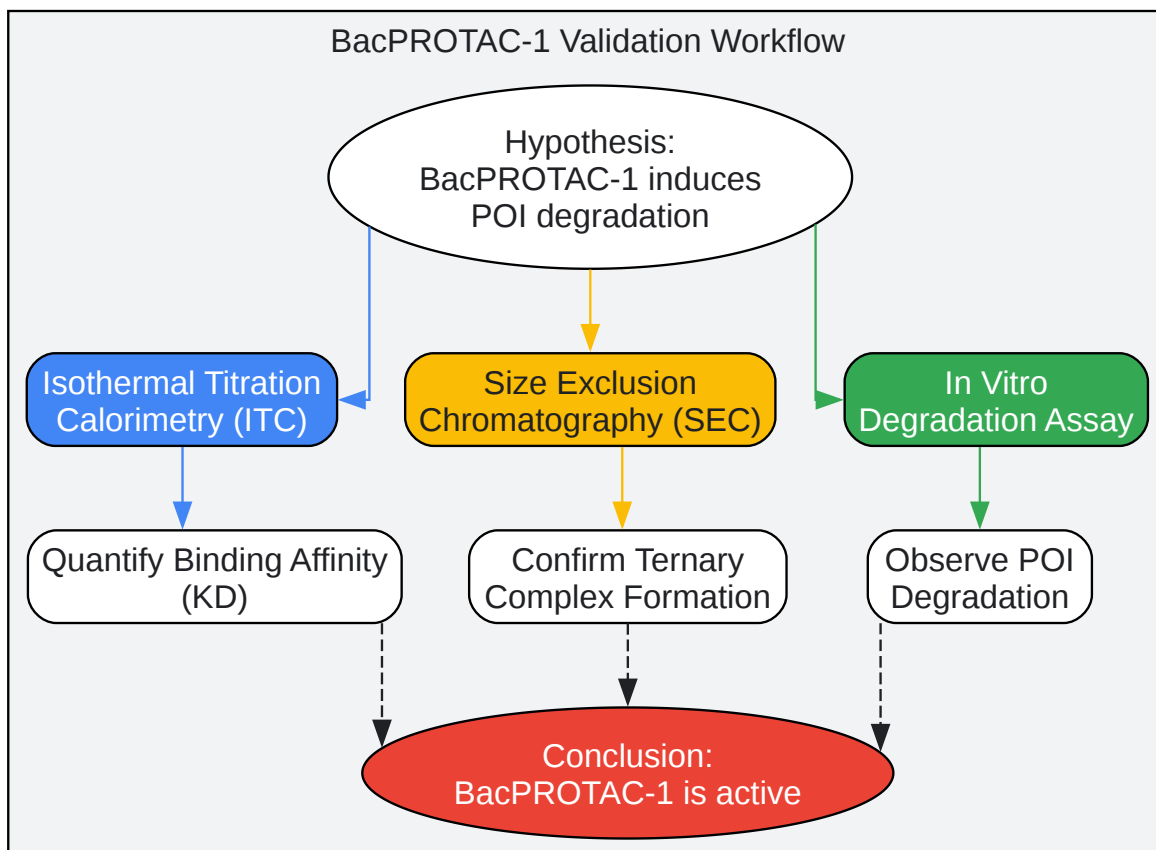 BacPROTAC-1 Validation Workflow
Hypothesis:
BacPROTAC-1 induces
POI degradation
Isothermal Titration
Calorimetry (ITC)
Size Exclusion
Chromatography (SEC)
In Vitro
Degradation Assay
Quantify Binding Affinity
(KD)
Confirm Ternary
Complex Formation
Observe POI
Degradation
Conclusion:
BacPROTAC-1 is active